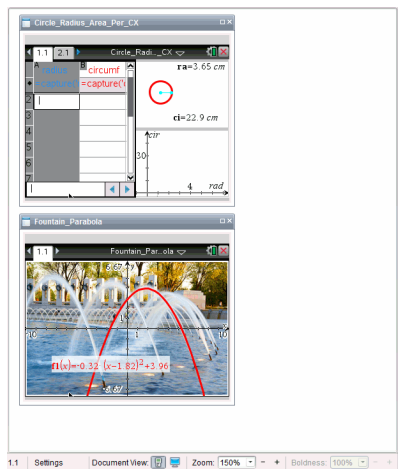 Circle_Radius_Area_Per_CX
1.1 2.1 Circle_Radi..._CX
A radius B circumf
=capture(' =capture('
2
3
4
5
6
7
ra=3.65 cm
ci=22.9 cm
cir
30
4 rad
Fountain_Parabola
1.1 Fountain_Par...ola
6.67 y
1
-10 10
f1(x)=-0.32·(x-1.82)²+3.96
-6.67
1.1 Settings Document View: Zoom: 150% - + Boldness: 100% - +